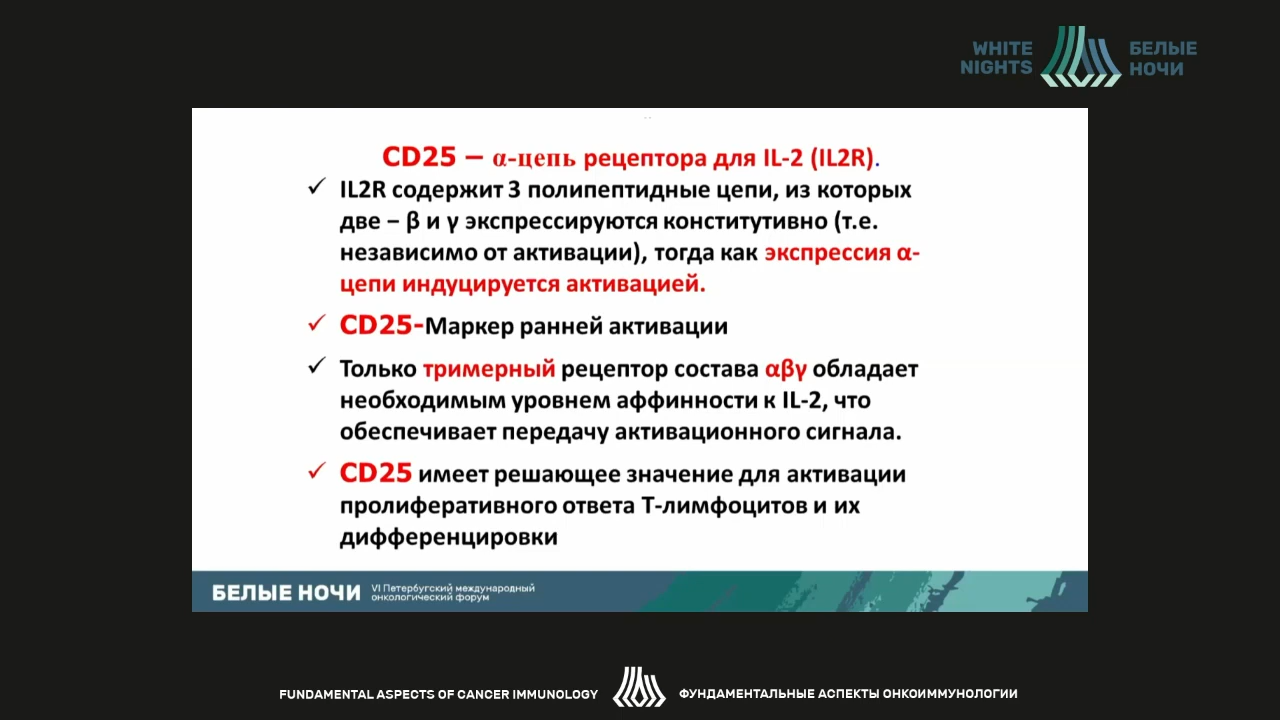 WHITE
NIGHTS
БЕЛЫЕ
НОЧИ
CD25 – α-цепь рецептора для IL-2 (IL2R).
✓ IL2R содержит 3 полипептидные цепи, из которых
две – β и γ экспрессируются конститутивно (т.е.
независимо от активации), тогда как экспрессия α-
цепи индуцируется активацией.
✓ CD25-Маркер ранней активации
✓ Только тримерный рецептор состава αβγ обладает
необходимым уровнем аффинности к IL-2, что
обеспечивает передачу активационного сигнала.
✓ CD25 имеет решающее значение для активации
пролиферативного ответа Т-лимфоцитов и их
дифференцировки
БЕЛЫЕ НОЧИ
VI Петербургский международный
онкологический форум
FUNDAMENTAL ASPECTS OF CANCER IMMUNOLOGY
ФУНДАМЕНТАЛЬНЫЕ АСПЕКТЫ ОНКОИММУНОЛОГИИ